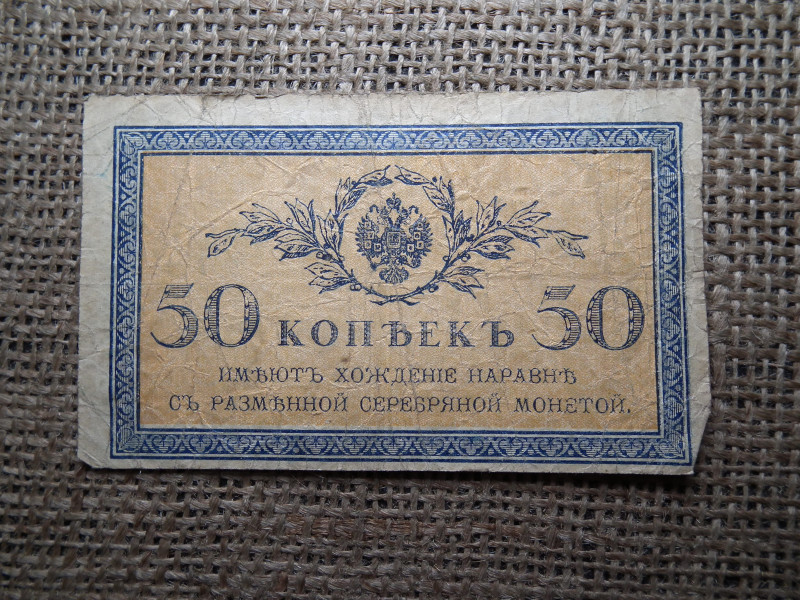 50 КОПѢЕКЪ 50
ИМѢЮТЪ ХОЖДЕНІЕ НАРАВНѢ
СЪ РАЗМѢННОЙ СЕРЕБРЯНОЙ МОНЕТОЙ.